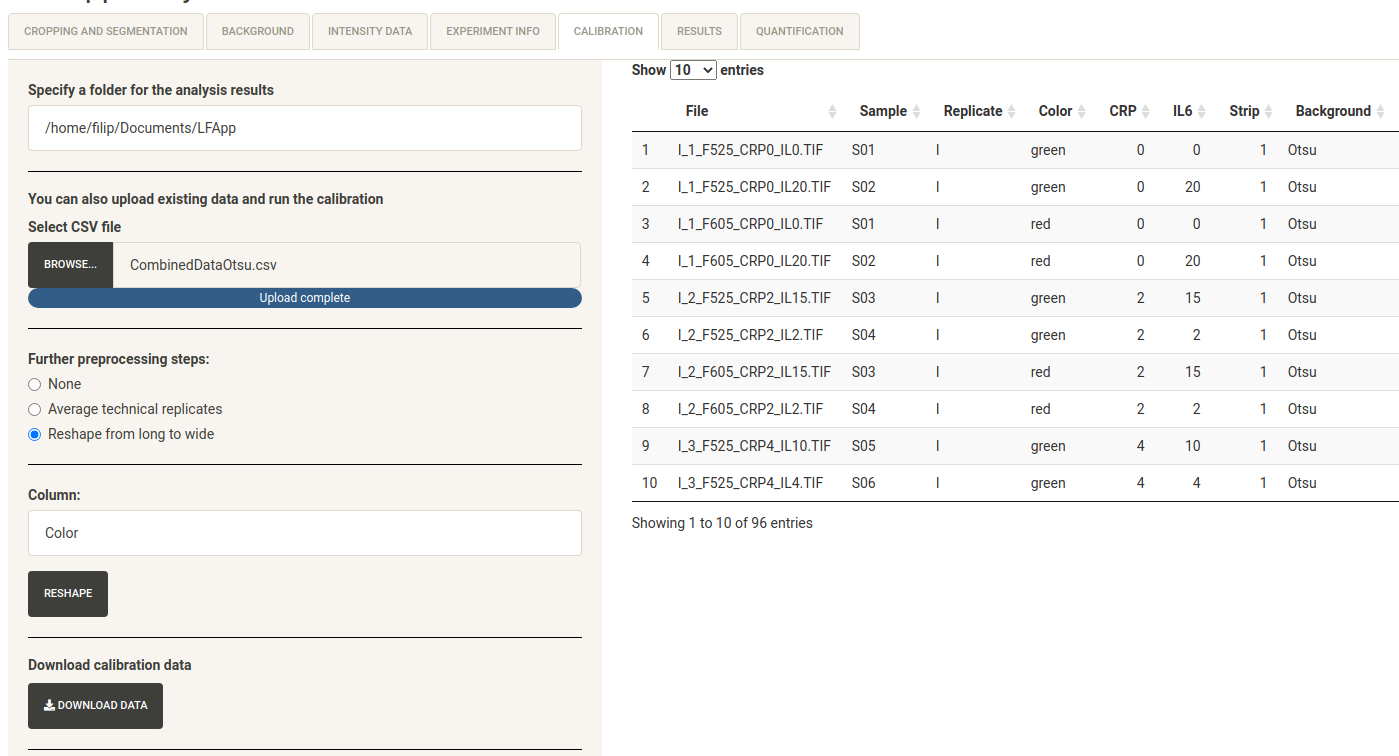 CROPPING AND SEGMENTATION BACKGROUND INTENSITY DATA EXPERIMENT INFO CALIBRATION RESULTS QUANTIFICATION
Specify a folder for the analysis results
/home/filip/Documents/LFApp
You can also upload existing data and run the calibration
Select CSV file
BROWSE... CombinedDataOtsu.csv
Upload complete
Further preprocessing steps:
None
Average technical replicates
Reshape from long to wide
Column:
Color
RESHAPE
Download calibration data
DOWNLOAD DATA
Show 10 entries
File Sample Replicate Color CRP IL6 Strip Background
1 I_1_F525_CRP0_IL0.TIF S01 I green 0 0 1 Otsu
2 I_1_F525_CRP0_IL20.TIF S02 I green 0 20 1 Otsu
3 I_1_F605_CRP0_IL0.TIF S01 I red 0 0 1 Otsu
4 I_1_F605_CRP0_IL20.TIF S02 I red 0 20 1 Otsu
5 I_2_F525_CRP2_IL15.TIF S03 I green 2 15 1 Otsu
6 I_2_F525_CRP2_IL2.TIF S04 I green 2 2 1 Otsu
7 I_2_F605_CRP2_IL15.TIF S03 I red 2 15 1 Otsu
8 I_2_F605_CRP2_IL2.TIF S04 I red 2 2 1 Otsu
9 I_3_F525_CRP4_IL10.TIF S05 I green 4 10 1 Otsu
10 I_3_F525_CRP4_IL4.TIF S06 I green 4 4 1 Otsu
Showing 1 to 10 of 96 entries